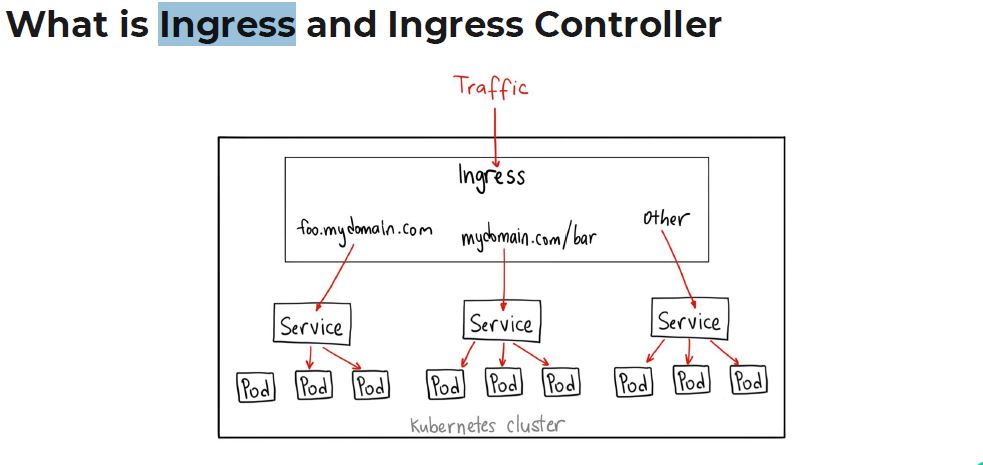 What is Ingress and Ingress Controller
Traffic
Ingress
foo.mydomain.com mydomain.com/bar Other
Service Service Service
Pod Pod Pod Pod Pod Pod Pod Pod Pod
Kubernetes cluster